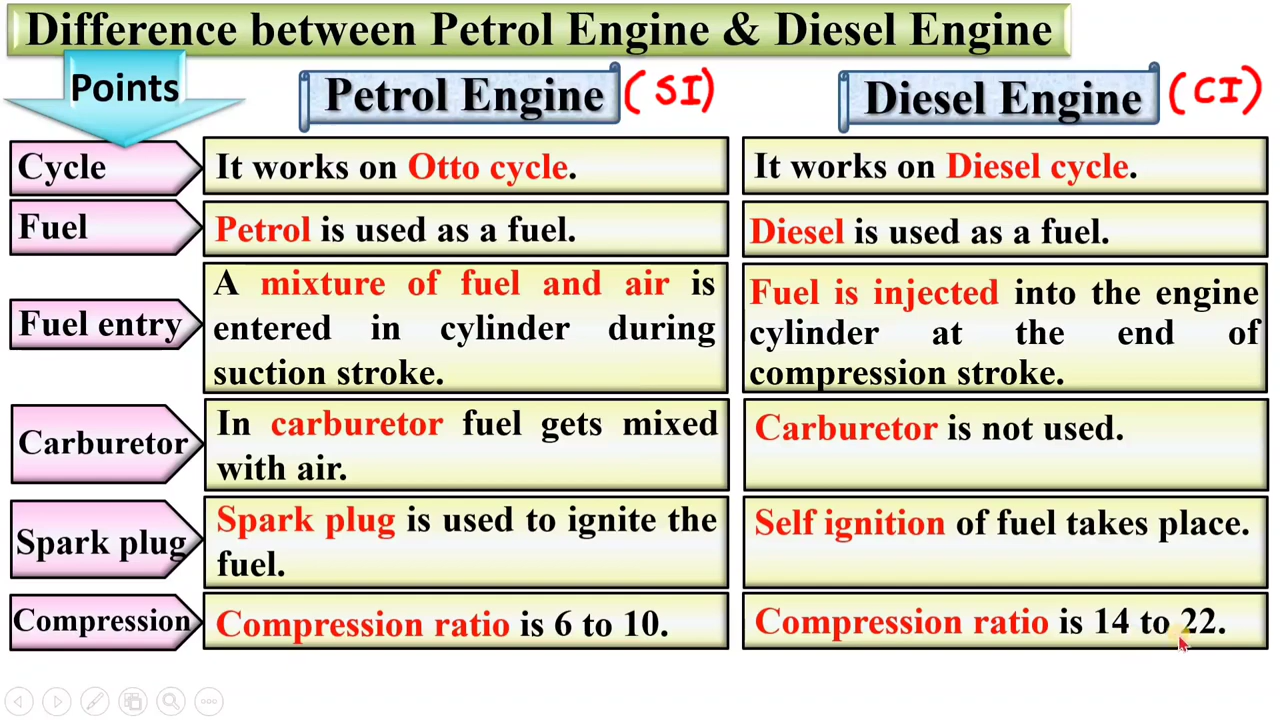 Difference between Petrol Engine & Diesel Engine
Points
Petrol Engine (SI)
Diesel Engine (CI)
Cycle
It works on Otto cycle.
It works on Diesel cycle.
Fuel
Petrol is used as a fuel.
Diesel is used as a fuel.
Fuel entry
A mixture of fuel and air is
entered in cylinder during
suction stroke.
Fuel is injected into the engine
cylinder at the end of
compression stroke.
Carburetor
In carburetor fuel gets mixed
with air.
Carburetor is not used.
Spark plug
Spark plug is used to ignite the
fuel.
Self ignition of fuel takes place.
Compression
Compression ratio is 6 to 10.
Compression ratio is 14 to 22.